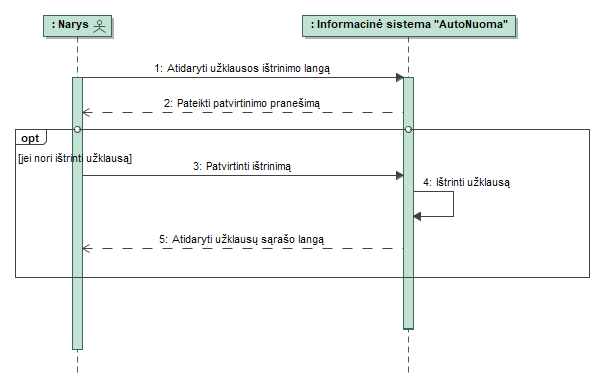 : Narys
: Informacinė sistema "AutoNuoma"
1: Atidaryti užklausos ištrinimo langą
2: Pateikti patvirtinimo pranešimą
opt
[jei nori ištrinti užklausą]
3: Patvirtinti ištrinimą
4: Ištrinti užklausą
5: Atidaryti užklausų sąrašo langą